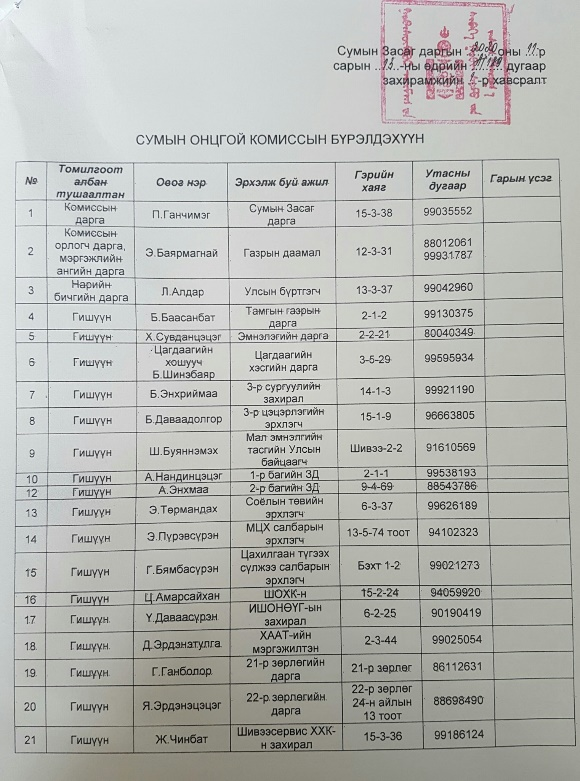 Сумын Засаг даргын 2020 оны 11-р
сарын 13-ны өдрийн дугаар
захирамжийн 1-р хавсралт
СУМЫН ОНЦГОЙ КОМИССЫН БҮРЭЛДЭХҮҮН
№ Томилгоот албан тушаалтан Овог нэр Эрхэлж буй ажил Гэрийн хаяг Утасны дугаар Гарын үсэг
1 Комиссын дарга П.Ганчимэг Сумын Засаг дарга 15-3-38 99035552
2 Комиссын орлогч дарга, мэргэжлийн ангийн дарга Э.Баярмагнай Газрын даамал 12-3-31 88012061 99931787
3 Нарийн бичгийн дарга Л.Алдар Улсын бүртгэгч 13-3-37 99042960
4 Гишүүн Б.Баасанбат Тамгын газрын дарга 2-1-2 99130375
5 Гишүүн Х.Сувданцэцэг Эмнэлэгийн дарга 2-2-21 80040349
6 Гишүүн Цагдаагийн хошууч Б.Шинэбаяр Цагдаагийн хэсгийн дарга 3-5-29 99595934
7 Гишүүн Б.Энхриймаа 3-р сургуулийн захирал 14-1-3 99921190
8 Гишүүн Б.Даваадолгор 3-р цэцэрлэгийн эрхлэгч 15-1-9 96663805
9 Гишүүн Ш.Буяннэмэх Мал эмнэлгийн тасгийн Улсын байцаагч Шивээ-2-2 91610569
10 Гишүүн А.Нандинцэцэг 1-р багийн ЗД 2-1-1 99538193
12 Гишүүн А.Энхмаа 2-р багийн ЗД 9-4-69 88543786
13 Гишүүн Э.Төрмандах Соёлын төвийн эрхлэгч 6-3-37 99626189
14 Гишүүн Э.Пүрэвсүрэн МЦХ салбарын эрхлэгч 13-5-74 тоот 94102323
15 Гишүүн Г.Бямбасүрэн Цахилгаан түгээх сүлжээ салбарын эрхлэгч Бэхт 1-2 99021273
16 Гишүүн Ц.Амарсайхан ШОХК-н 15-2-24 94059920
17 Гишүүн Ү.Даваасүрэн ИШОНӨҮГ-ын захирал 6-2-25 90190419
18 Гишүүн Д.Эрдэнэтулга ХААТ-ийн мэргэжилтэн 2-3-44 99025054
19 Гишүүн Г.Ганболор 21-р зөрлөгийн дарга 21-р зөрлөг 86112631
20 Гишүүн Я.Эрдэнэцэцэг 22-р зөрлөгийн дарга 22-р зөрлөг 24-н айлын 13 тоот 88698490
21 Гишүүн Ж.Чинбат Шивээсервис ХХК-н захирал 15-3-36 99186124